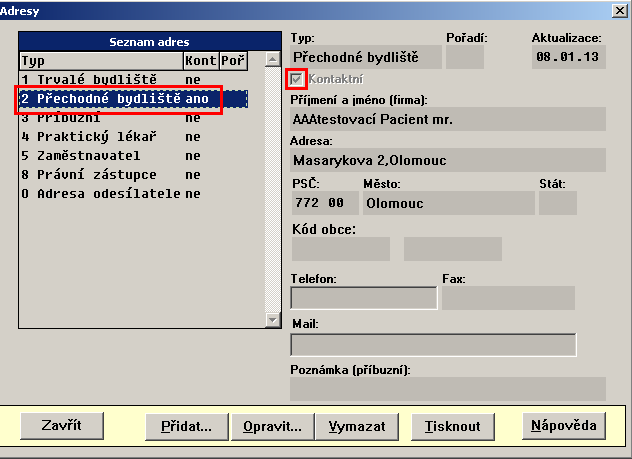 Adresy
Seznam adres
Typ Kont Poř
1 Trvalé bydliště ne
2 Přechodné bydliště ano
3 Příbuzní ne
4 Praktický lékař ne
5 Zaměstnavatel ne
8 Právní zástupce ne
0 Adresa odesílatele ne
Typ: Pořadí: Aktualizace:
Přechodné bydliště 08.01.13
Kontaktní
Příjmení a jméno (firma):
AAAtestovací Pacient mr.
Adresa:
Masarykova 2,Olomouc
PSČ: Město: Stát:
772 00 Olomouc
Kód obce:
Telefon: Fax:
Mail:
Poznámka (příbuzní):
Zavřít Přidat... Opravit... Vymazat Tisknout Nápověda